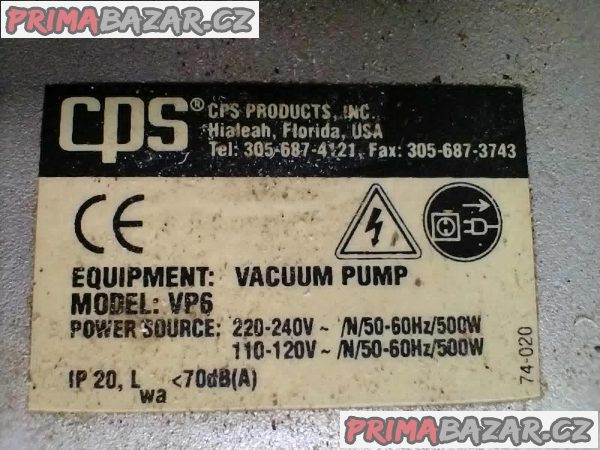 PRIMABAZAR.CZ
cps® CPS PRODUCTS, INC.
Hialeah, Florida, USA
Tel: 305-687-4121, Fax: 305-687-3743
CE
EQUIPMENT: VACUUM PUMP
MODEL: VP6
POWER SOURCE: 220-240V ~ /N/50-60Hz/500W
110-120V ~ /N/50-60Hz/500W
IP 20, Lwa <70dB(A)
74-020
PRIMABAZAR.CZ